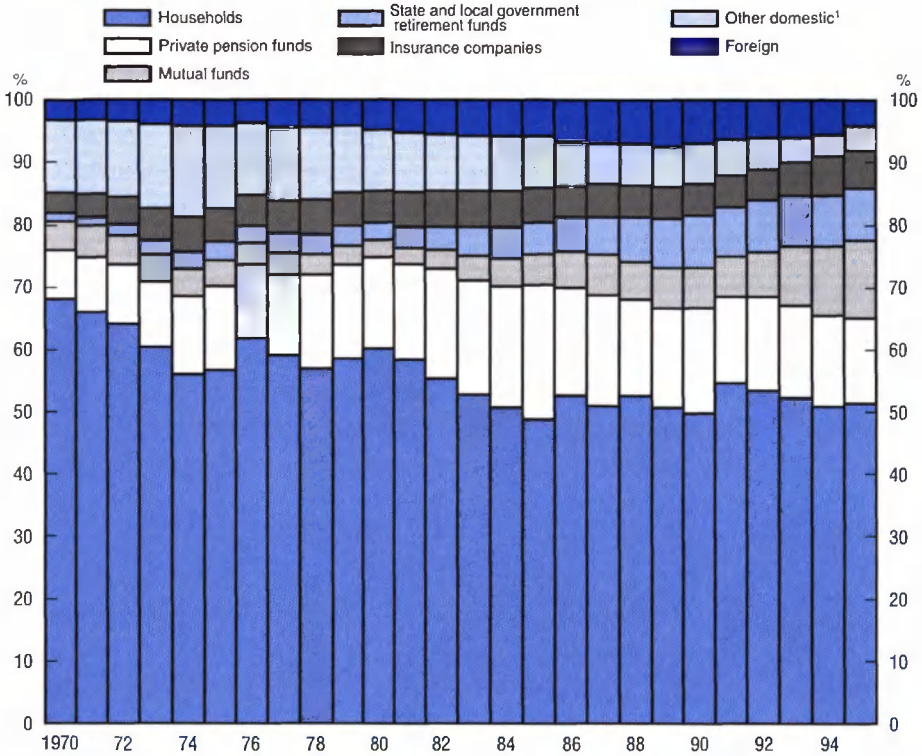 Households
Private pension funds
Mutual funds
State and local government
retirement funds
Insurance companies
Other domestic¹
Foreign
% %
100 100
90 90
80 80
70 70
60 60
50 50
40 40
30 30
20 20
10 10
0 0
1970 72 74 76 78 80 82 84 86 88 90 92 94